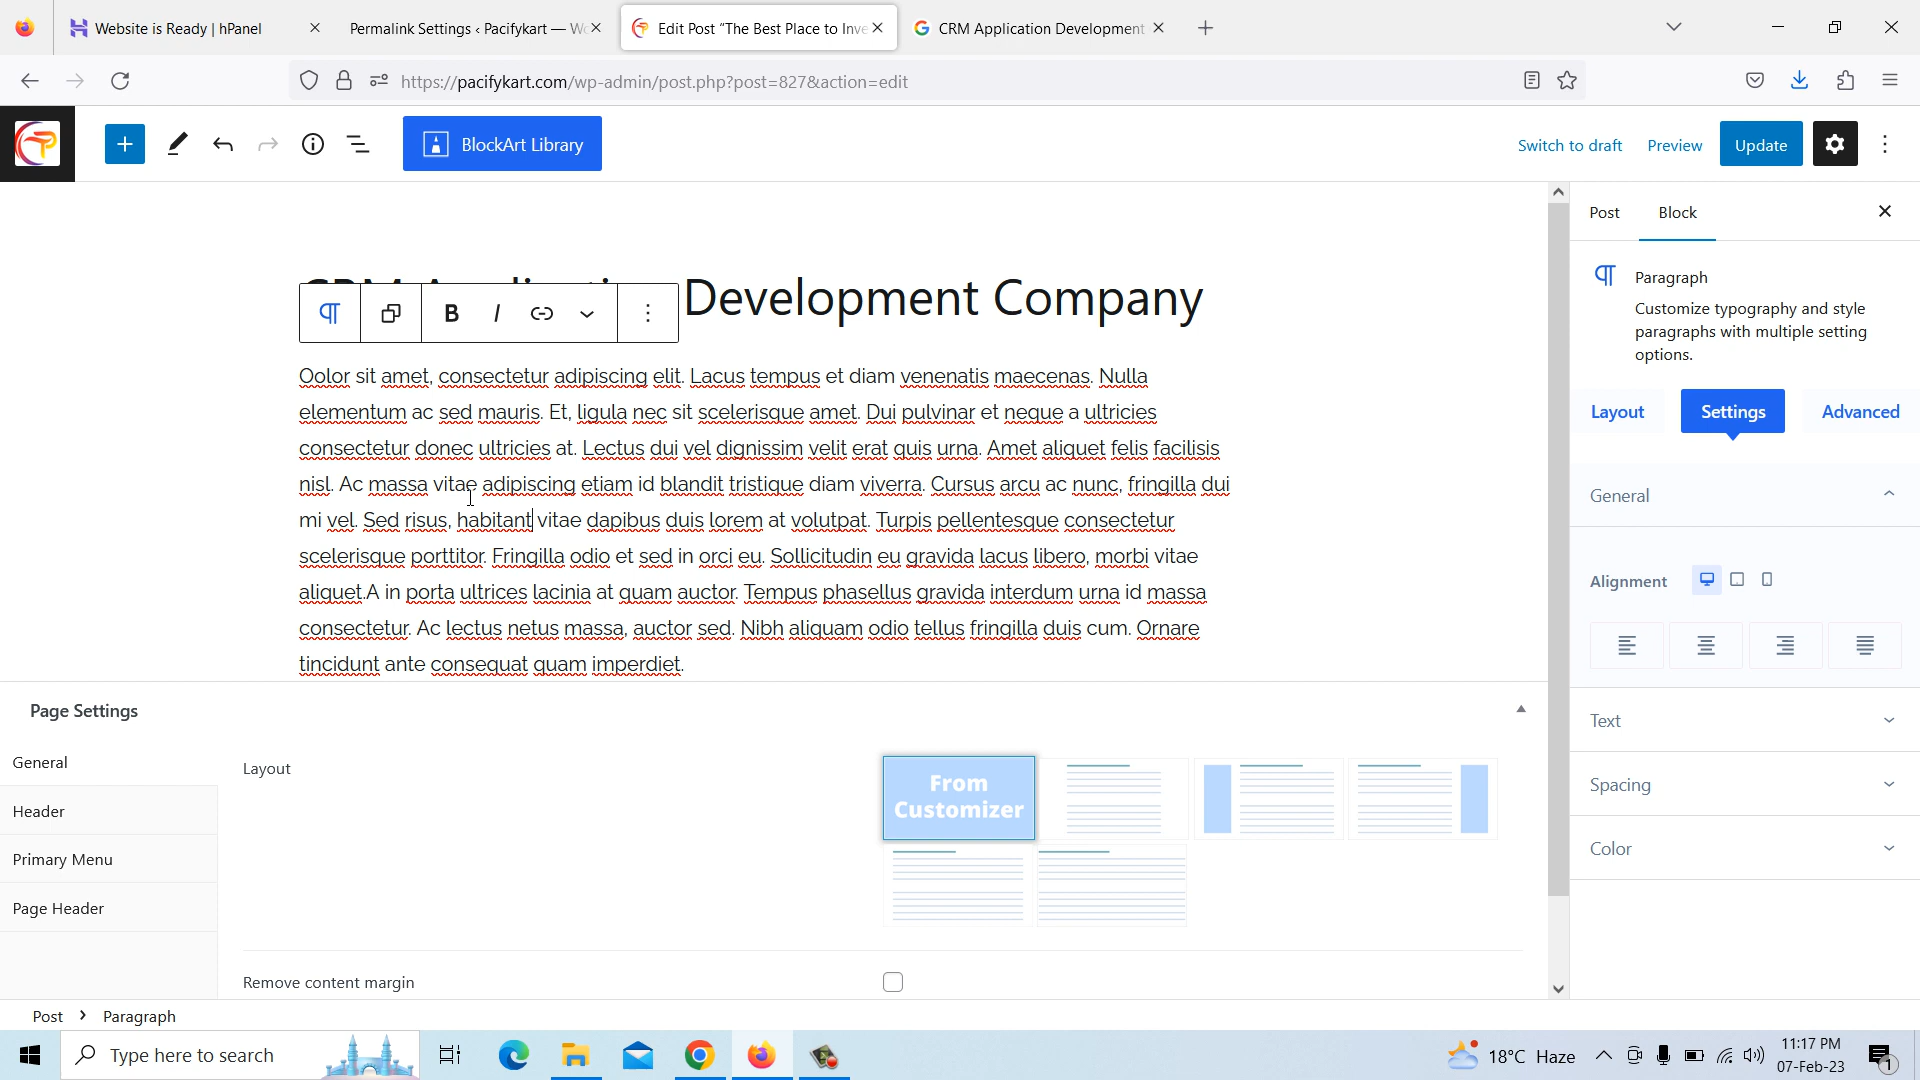 Website is Ready | hPanel
Permalink Settings ‹ Pacifykart — Wo
Edit Post “The Best Place to Inve
CRM Application Development
https://pacifykart.com/wp-admin/post.php?post=827&action=edit
BlockArt Library
Switch to draft
Preview
Update
Post
Block
Development Company
Paragraph
Customize typography and style
paragraphs with multiple setting
options.
Oolor sit amet, consectetur adipiscing elit. Lacus tempus et diam venenatis maecenas. Nulla
elementum ac sed mauris. Et, ligula nec sit scelerisque amet. Dui pulvinar et neque a ultricies
consectetur donec ultricies at. Lectus dui vel dignissim velit erat quis urna. Amet aliquet felis facilisis
nisl. Ac massa vitae adipiscing etiam id blandit tristique diam viverra. Cursus arcu ac nunc, fringilla dui
mi vel. Sed risus, habitant vitae dapibus duis lorem at volutpat. Turpis pellentesque consectetur
scelerisque porttitor. Fringilla odio et sed in orci eu. Sollicitudin eu gravida lacus libero, morbi vitae
aliquet.A in porta ultrices lacinia at quam auctor. Tempus phasellus gravida interdum urna id massa
consectetur. Ac lectus netus massa, auctor sed. Nibh aliquam odio tellus fringilla duis cum. Ornare
tincidunt ante consequat quam imperdiet.
Layout
Settings
Advanced
General
Alignment
Text
Spacing
Color
Page Settings
General
Header
Primary Menu
Page Header
Layout
From
Customizer
Remove content margin
Post
Paragraph
Type here to search
18°C Haze
11:17 PM
07-Feb-23
1